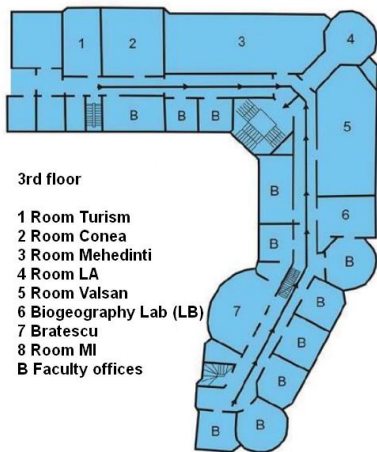 1
2
3
4
B
B
B
5
B
6
B
B
7
B
B
B
B
B
3rd floor
1 Room Turism
2 Room Conea
3 Room Mehedinti
4 Room LA
5 Room Valsan
6 Biogeography Lab (LB)
7 Bratescu
8 Room MI
B Faculty offices